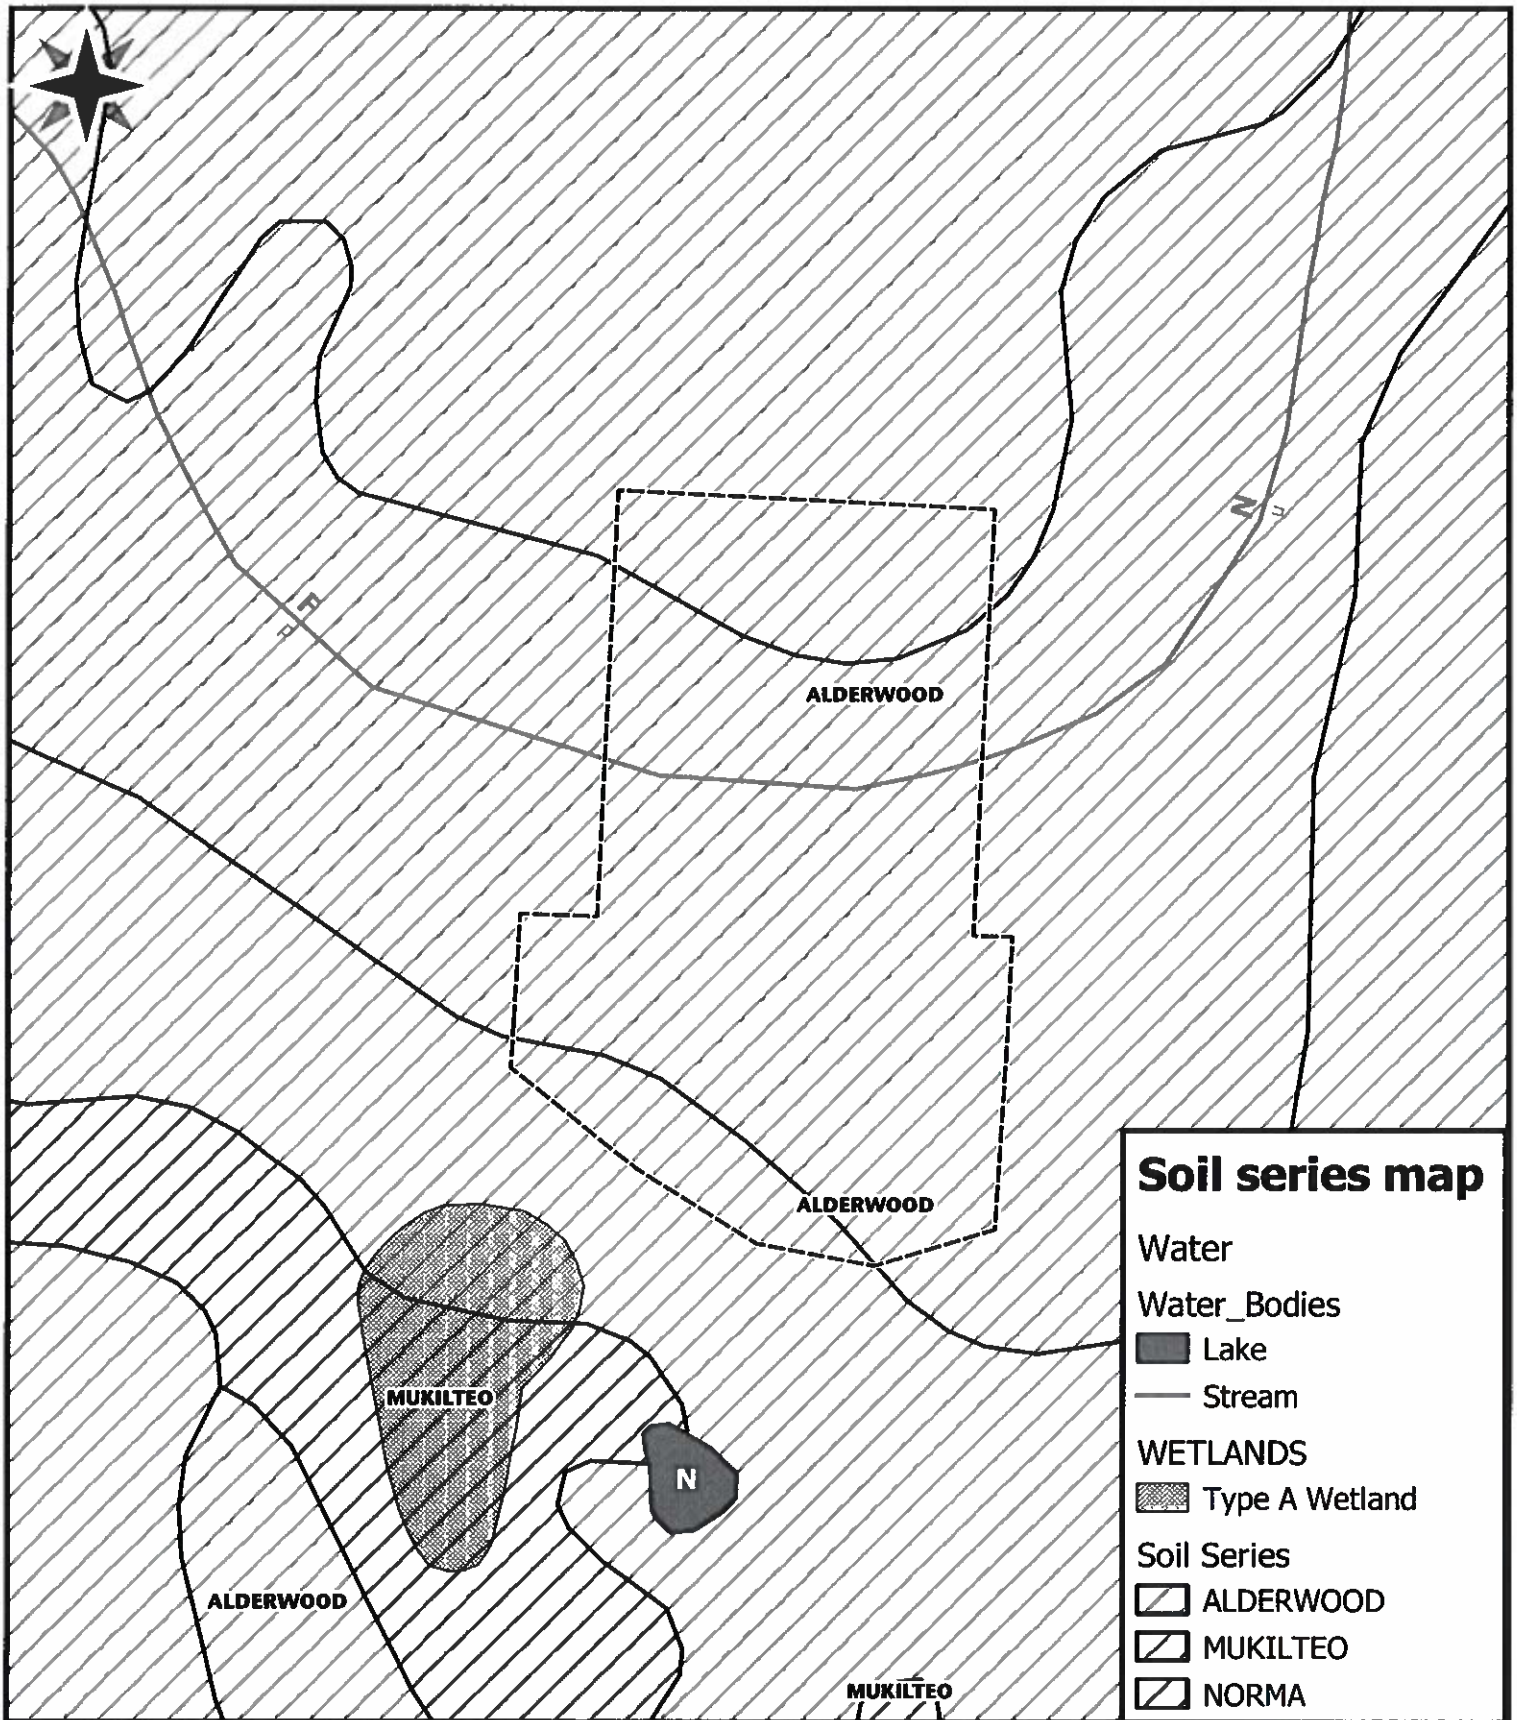 N
u
F
p
ALDERWOOD
ALDERWOOD
MUKILTEO
N
ALDERWOOD
MUKILTEO
Soil series map
Water
Water_Bodies
Lake
Stream
WETLANDS
Type A Wetland
Soil Series
ALDERWOOD
MUKILTEO
NORMA